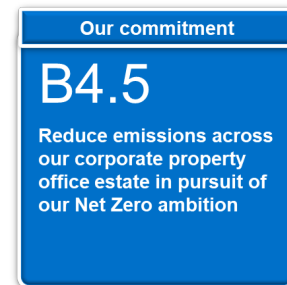 Our commitment
B4.5
Reduce emissions across
our corporate property
office estate in pursuit of
our Net Zero ambition